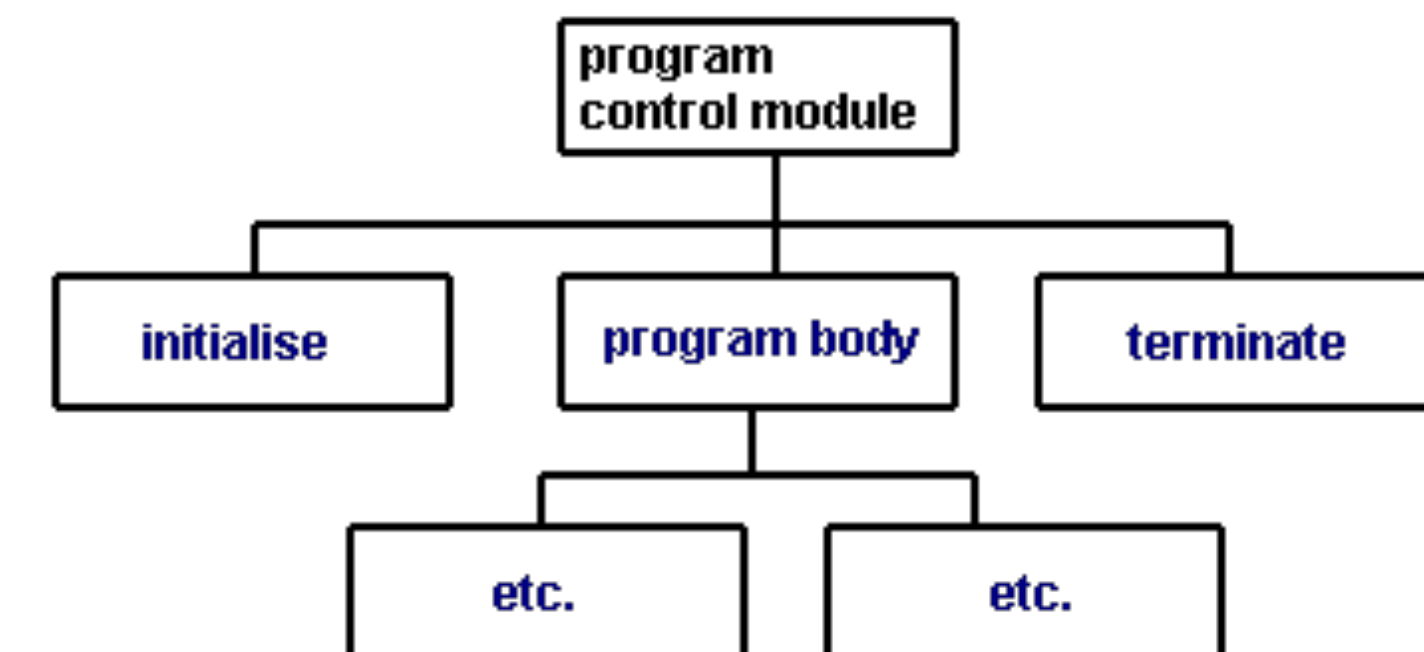 program
control module
initialise
program body
terminate
etc.
etc.